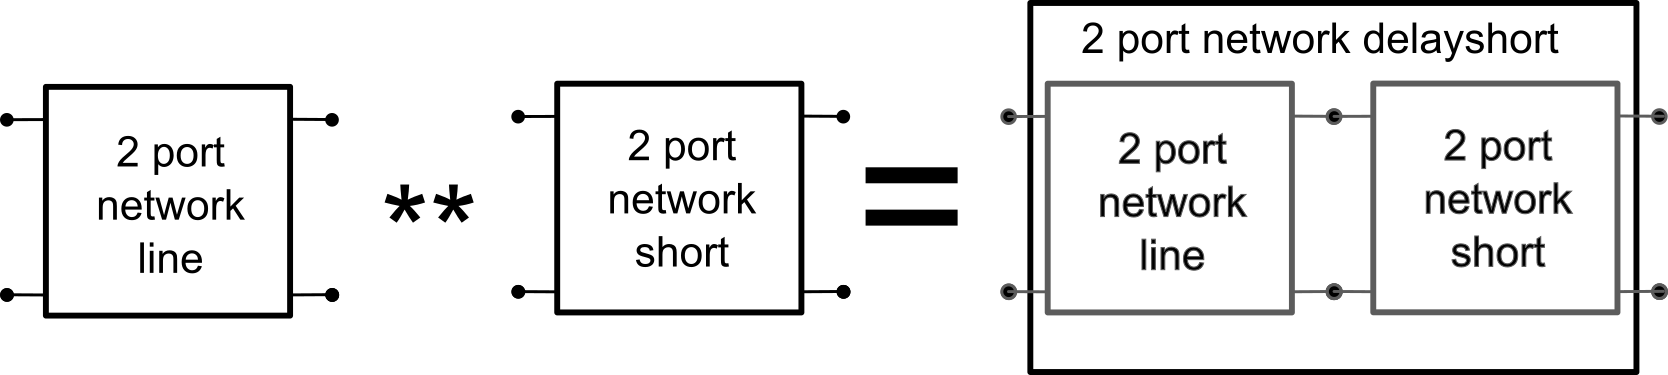 2 port network delayshort
2 port
network
line
**
2 port
network
short
=
2 port
network
line
2 port
network
short